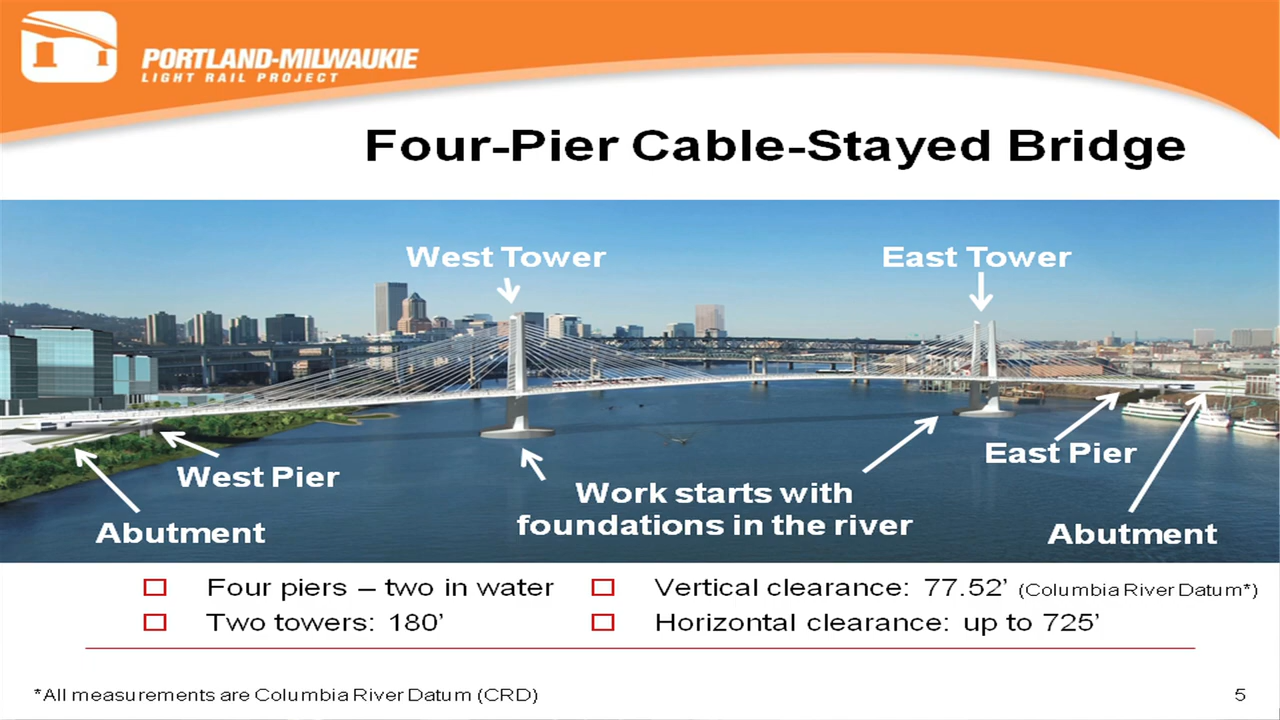 PORTLAND-MILWAUKIE
LIGHT RAIL PROJECT
Four-Pier Cable-Stayed Bridge
West Tower
East Tower
West Pier
East Pier
Work starts with
foundations in the river
Abutment
Abutment
Four piers – two in water
Two towers: 180’
Vertical clearance: 77.52’ (Columbia River Datum*)
Horizontal clearance: up to 725’
*All measurements are Columbia River Datum (CRD)
5